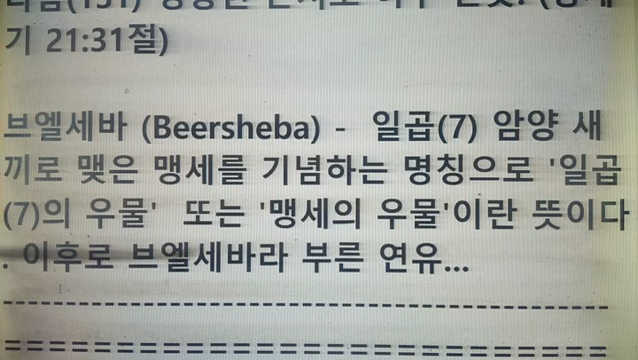 기 21:31절)
브엘세바 (Beersheba) -  일곱(7) 암양 새
끼로 맺은 맹세를 기념하는 명칭으로 '일곱
(7)의 우물'  또는 '맹세의 우물'이란 뜻이다
. 이후로 브엘세바라 부른 연유...
--------------------------------------------
================================